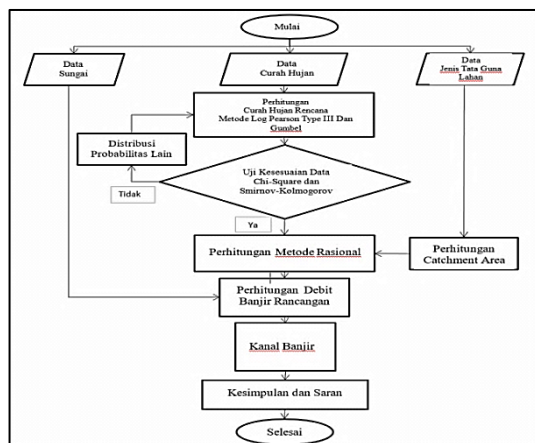 Mulai
Data
Sungai
Data
Curah Hujan
Data
Jenis Tata Guna
Lahan
Perhitungan
Curah Hujan Rencana
Metode Log Pearson Type III Dan
Gumbel
Distribusi
Probabilitas Lain
Uji Kesesuaian Data
Chi-Square dan
Smirnov-Kolmogorov
Tidak
Ya
Perhitungan Metode Rasional
Perhitungan
Catchment Area
Perhitungan Debit
Banjir Rancangan
Kanal Banjir
Kesimpulan dan Saran
Selesai